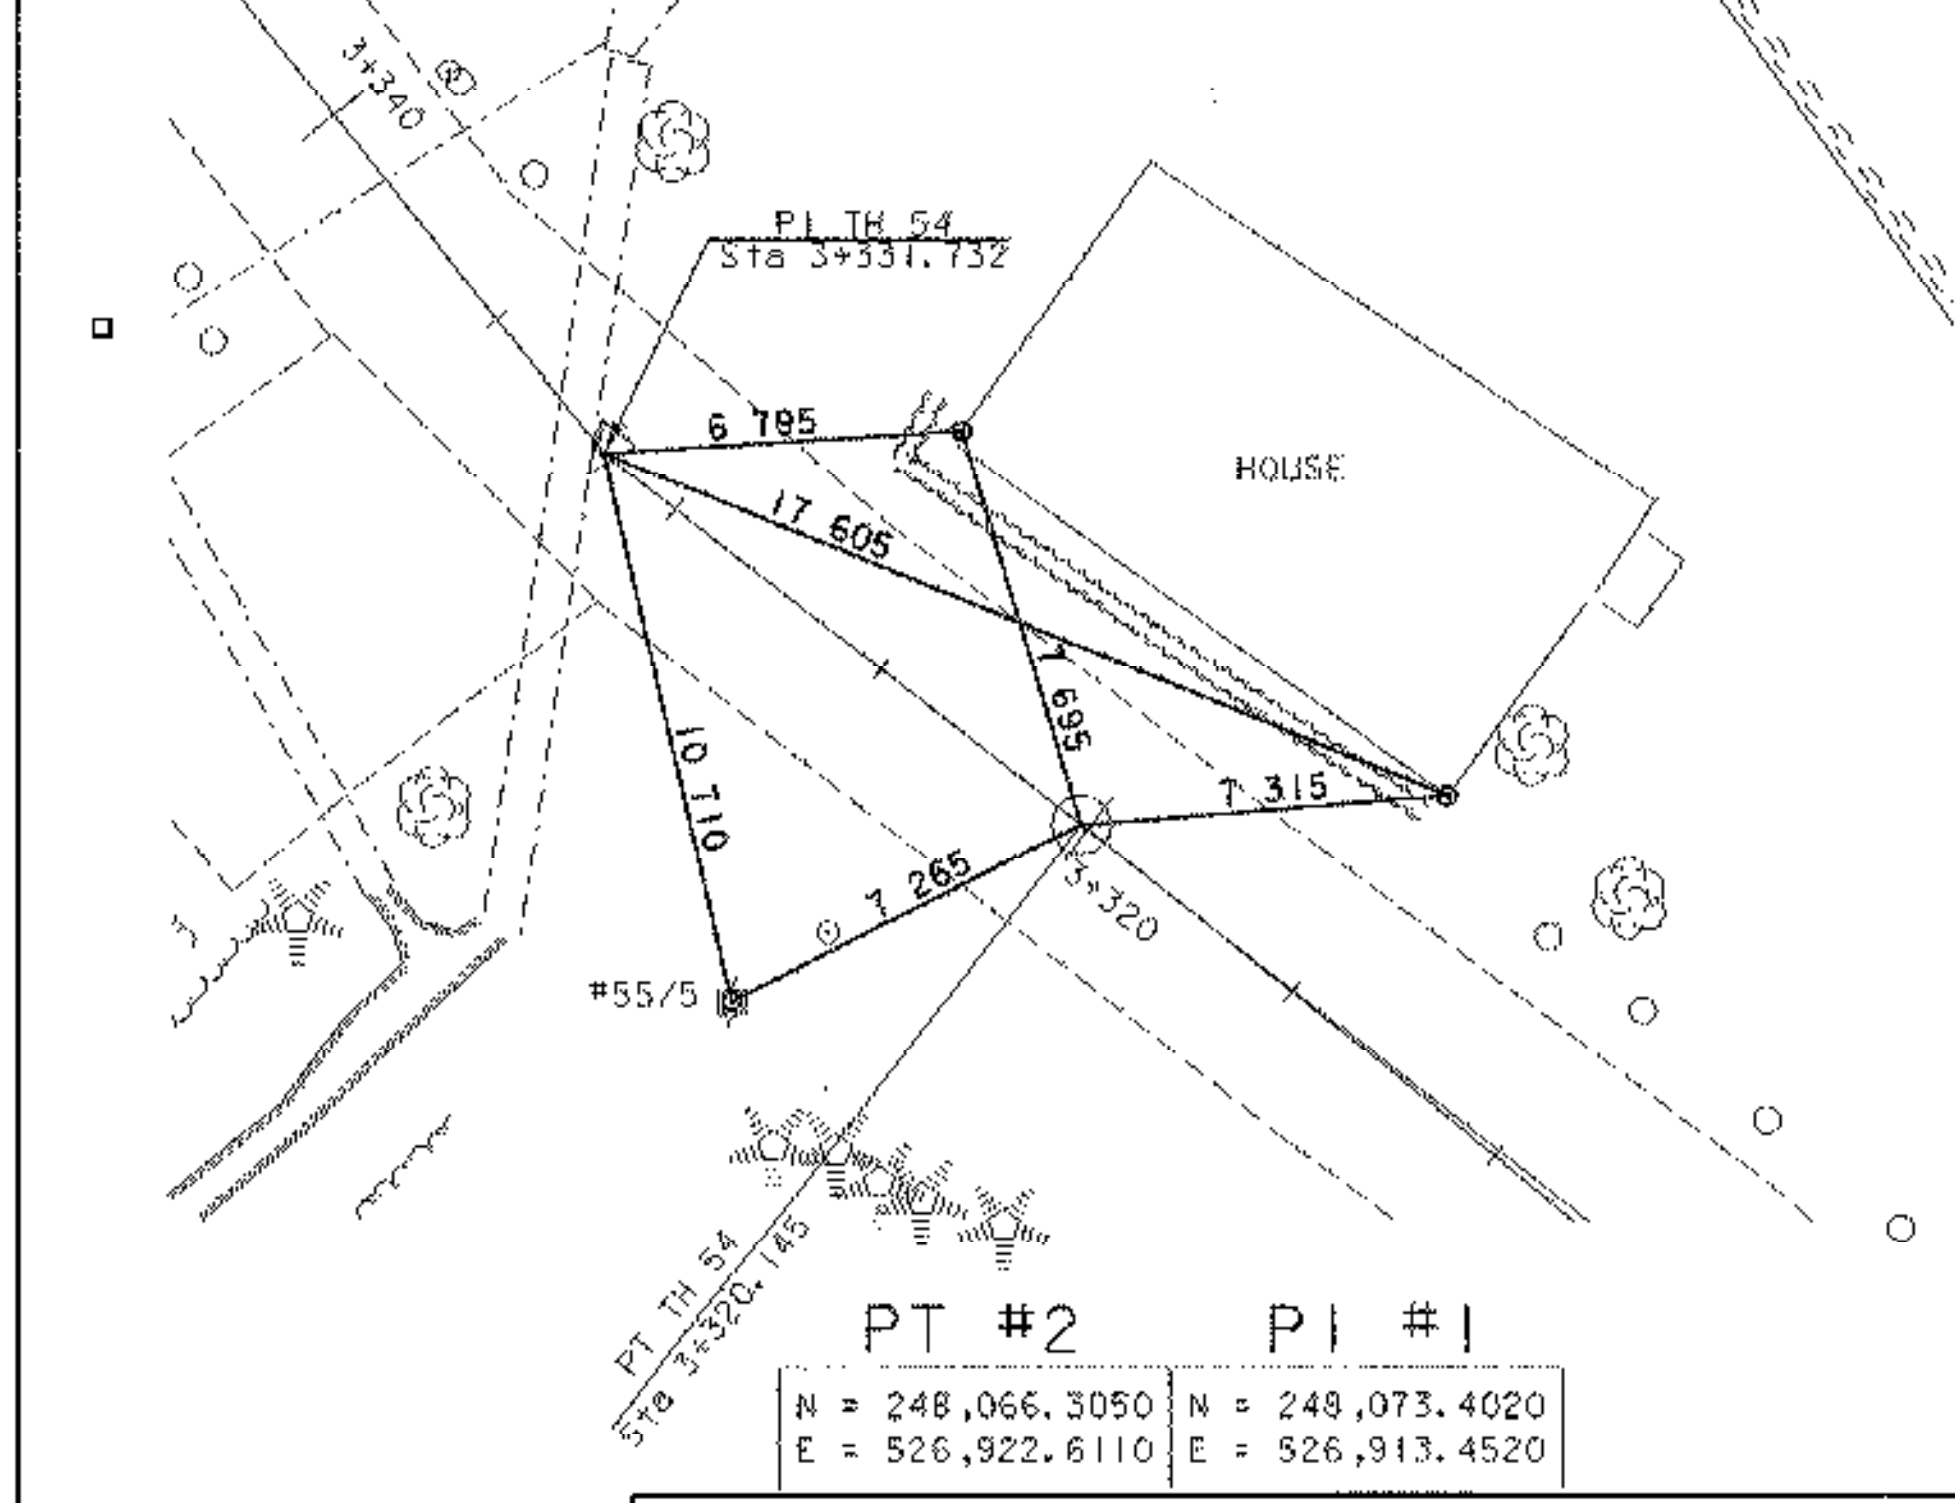 3+340
PI TH 54
Sta 3+331.732
6 785
HOUSE
17 605
7 695
10 710
7 315
7 265
3+320
#55/5
PT TH 54
Sta 3+320.145
PT #2 PI #1
N = 248,066.3050 N = 248,073.4020
E = 526,922.6110 E = 526,913.4520